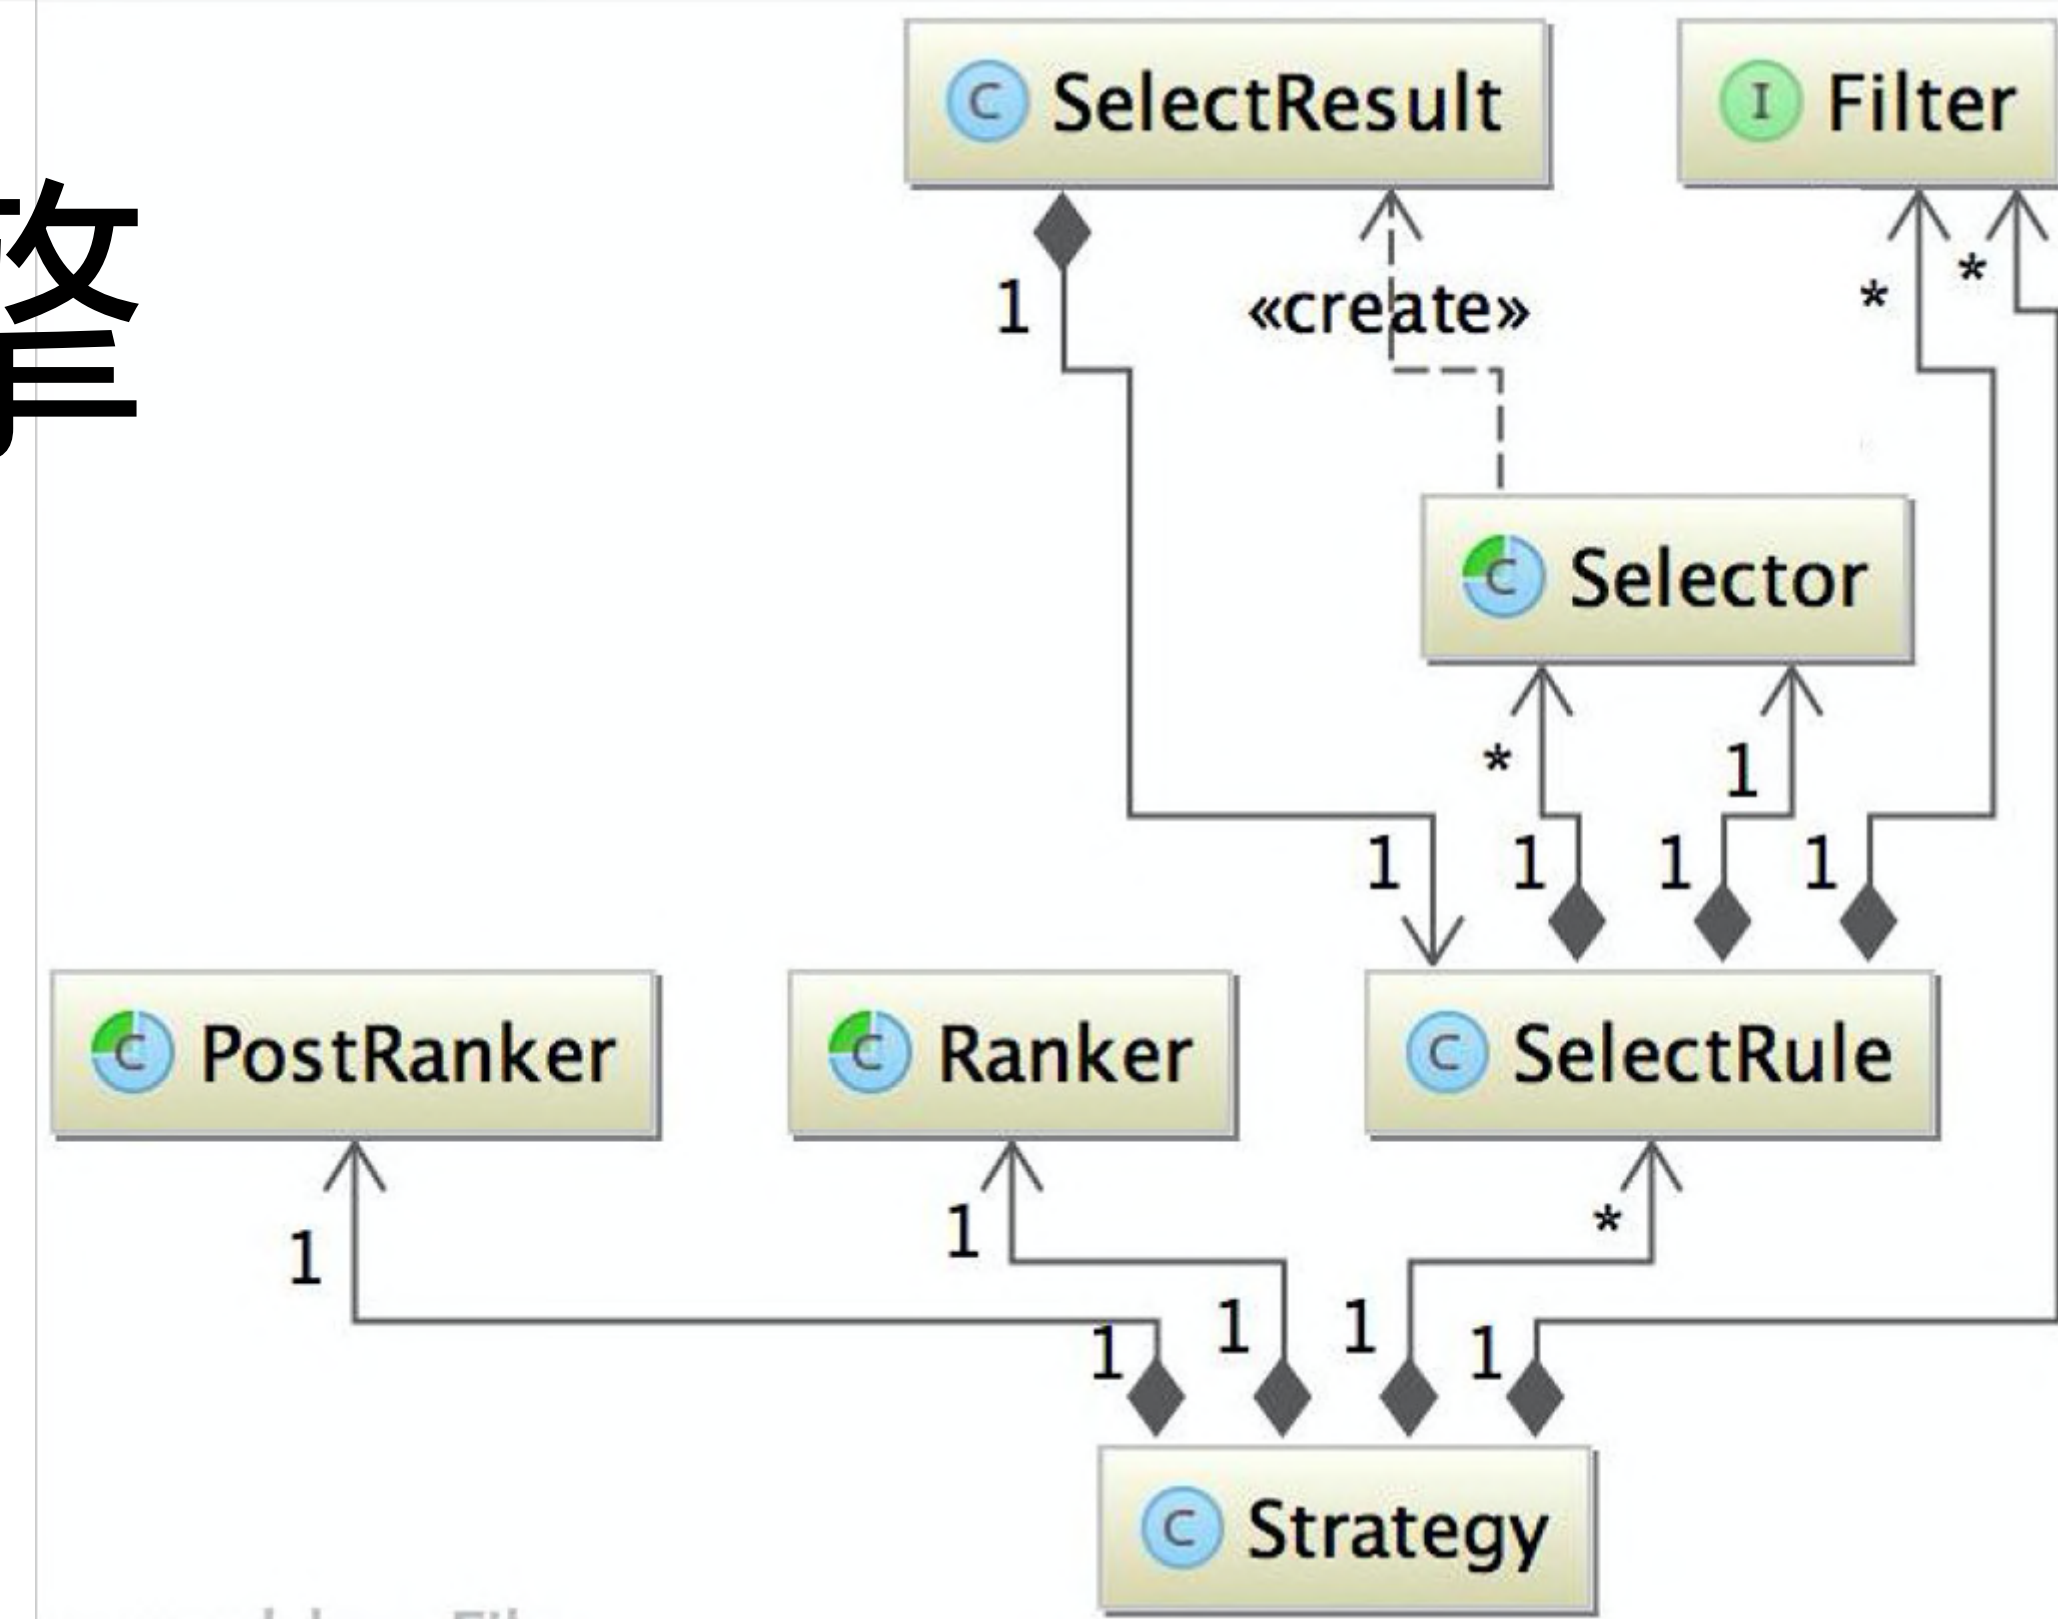 C SelectResult
I Filter
1
«create»
*
*
C Selector
*
1
1
1
1
1
C PostRanker
C Ranker
C SelectRule
1
1
*
1
1
1
1
C Strategy